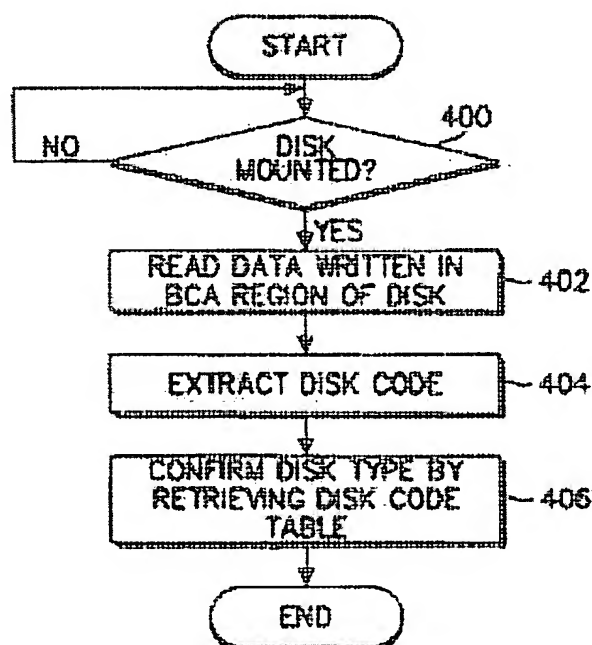 START
400
NO
DISK
MOUNTED?
YES
READ DATA WRITTEN IN
BCA REGION OF DISK
402
EXTRACT DISK CODE
404
CONFIRM DISK TYPE BY
RETRIEVING DISK CODE
TABLE
406
END